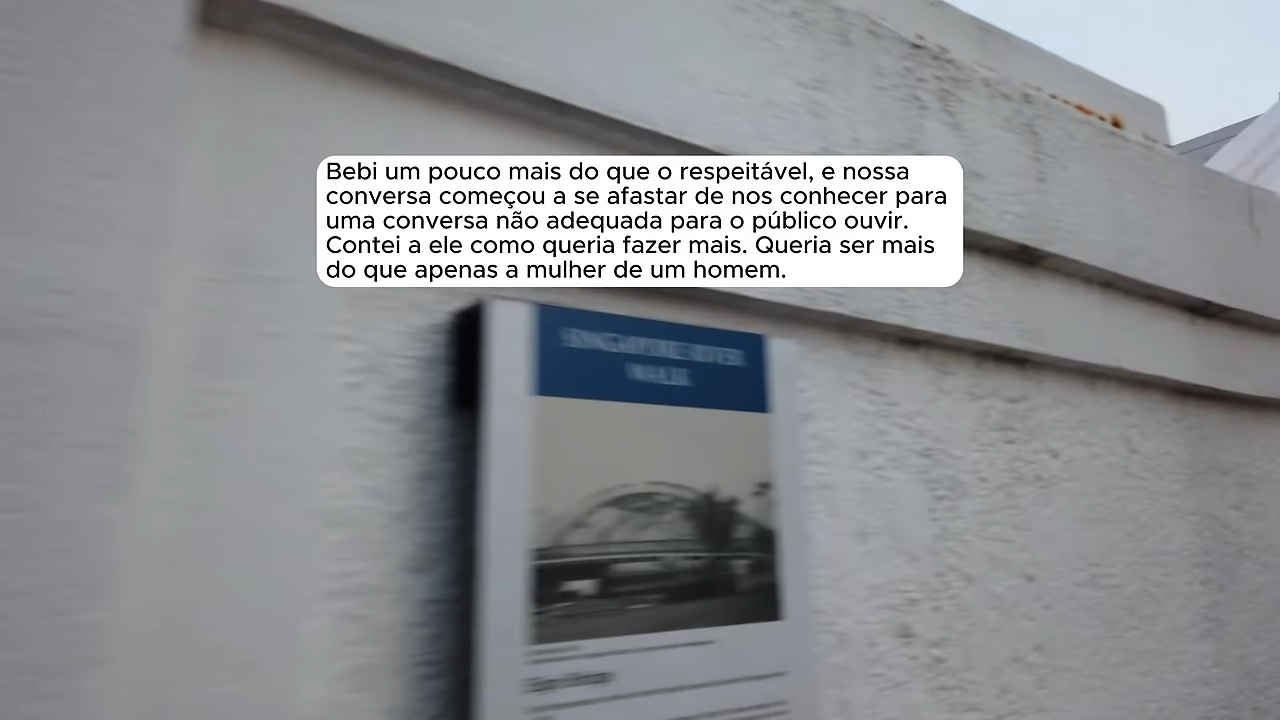 Bebi um pouco mais do que o respeitável, e nossa
conversa começou a se afastar de nos conhecer para
uma conversa não adequada para o público ouvir.
Contei a ele como queria fazer mais. Queria ser mais
do que apenas a mulher de um homem.